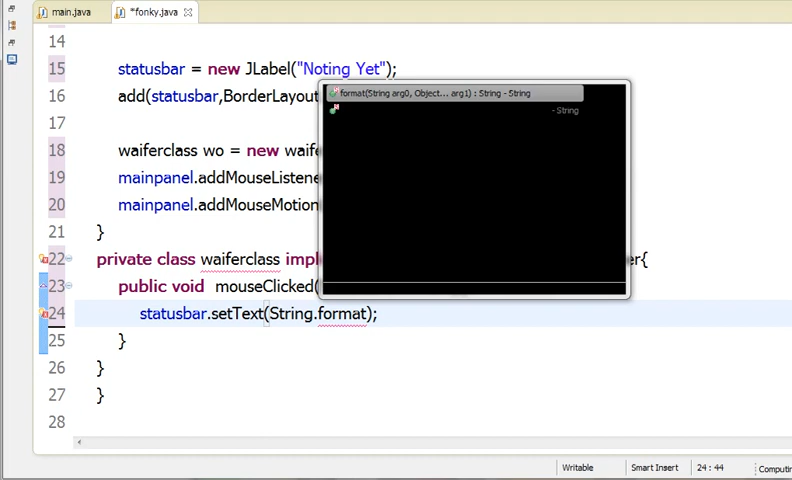 main.java *fonky.java
14
15 statusbar = new JLabel("Noting Yet");
format(String arg0, Object... arg1) : String - String
16 add(statusbar,BorderLayout
- String
17
18 waiferclass wo = new waife
19 mainpanel.addMouseListene
20 mainpanel.addMouseMotion
21 }
22 private class waiferclass impl er{
23 public void mouseClicked(
24 statusbar.setText(String.format);
25 }
26 }
27 }
28
Writable Smart Insert 24 : 44 Computing